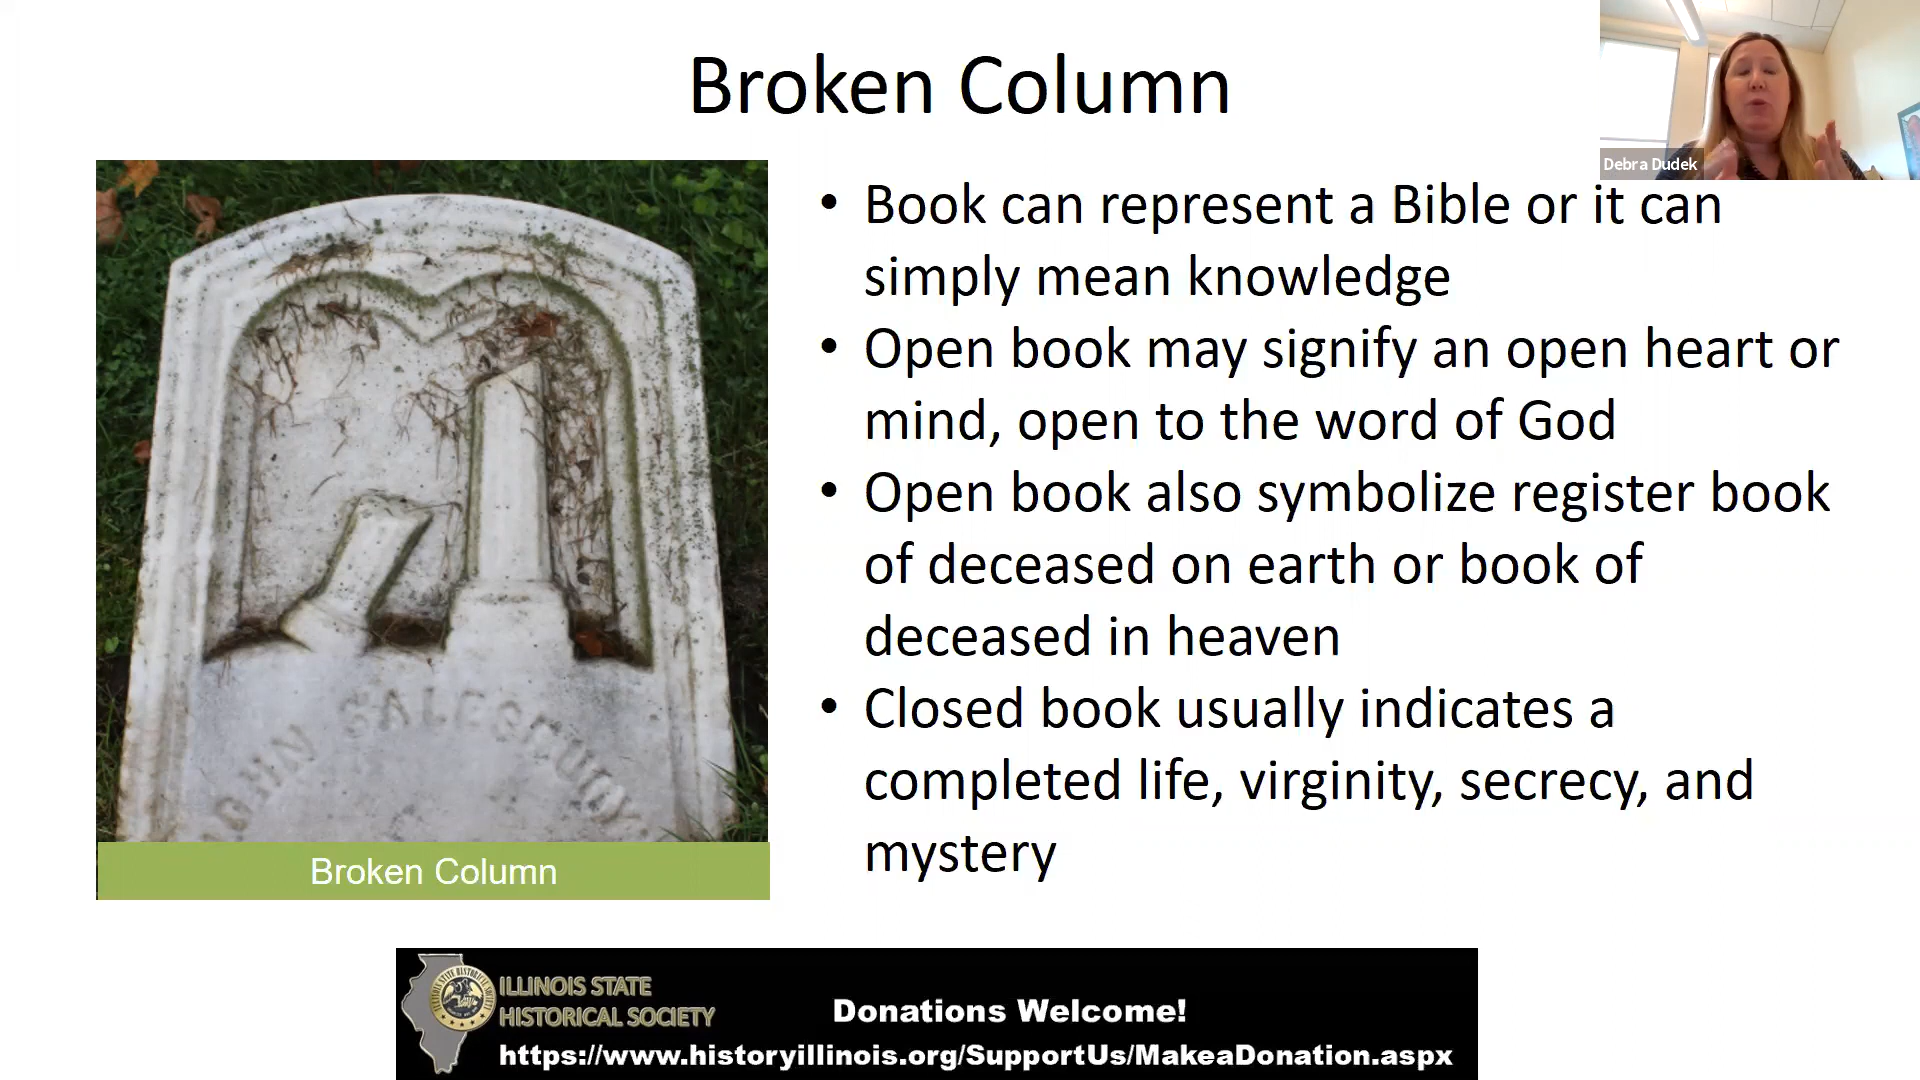 Broken Column
Debra Dudek
• Book can represent a Bible or it can
simply mean knowledge
• Open book may signify an open heart or
mind, open to the word of God
• Open book also symbolize register book
of deceased on earth or book of
deceased in heaven
• Closed book usually indicates a
completed life, virginity, secrecy, and
mystery
Broken Column
ILLINOIS STATE
HISTORICAL SOCIETY
Donations Welcome!
https://www.historyillinois.org/SupportUs/MakeaDonation.aspx